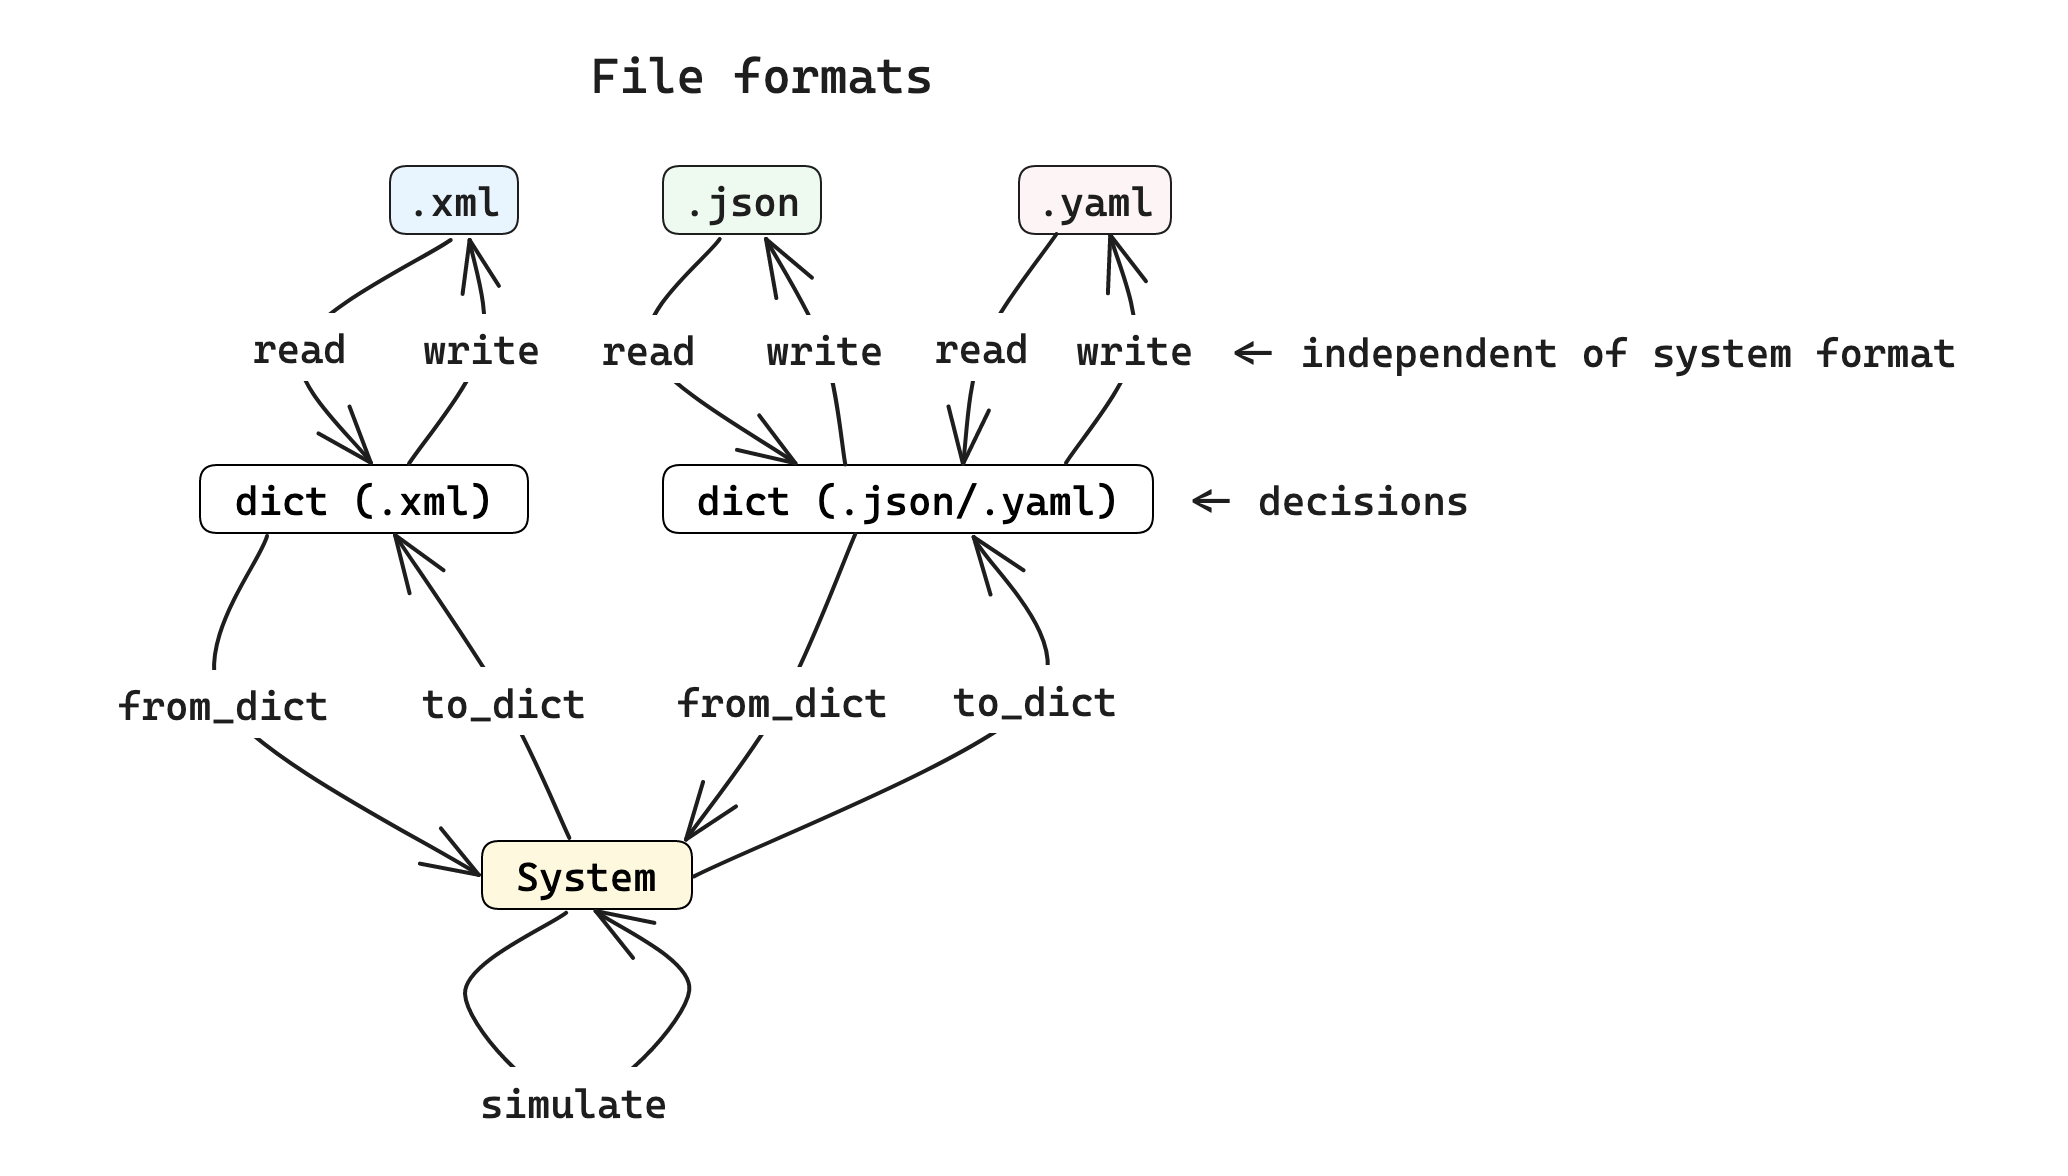 File formats
.xml
.json
.yaml
read
write
read
write
read
write
← independent of system format
dict (.xml)
dict (.json/.yaml)
← decisions
from_dict
to_dict
from_dict
to_dict
System
simulate